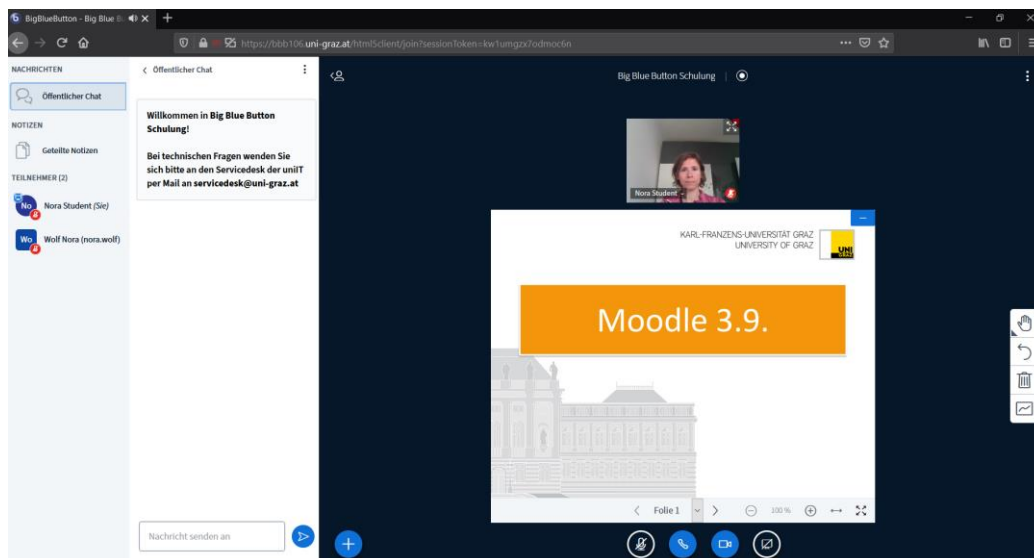 BigBlueButton - Big Blue B
https://bbb106.uni-graz.at/html5client/join?sessionToken=kw1umgzx7odmoc6n
NACHRICHTEN
Öffentlicher Chat
NOTIZEN
Geteilte Notizen
TEILNEHMER (2)
No
Nora Student (Sie)
Wo
Wolf Nora (nora.wolf)
Öffentlicher Chat
Willkommen in Big Blue Button
Schulung!
Bei technischen Fragen wenden Sie
sich bitte an den Servicedesk der uniIT
per Mail an servicedesk@uni-graz.at
Nachricht senden an
Big Blue Button Schulung
Nora Student
KARL-FRANZENS-UNIVERSITÄT GRAZ
UNIVERSITY OF GRAZ
UNI
GRAZ
Moodle 3.9.
Folie 1
100 %